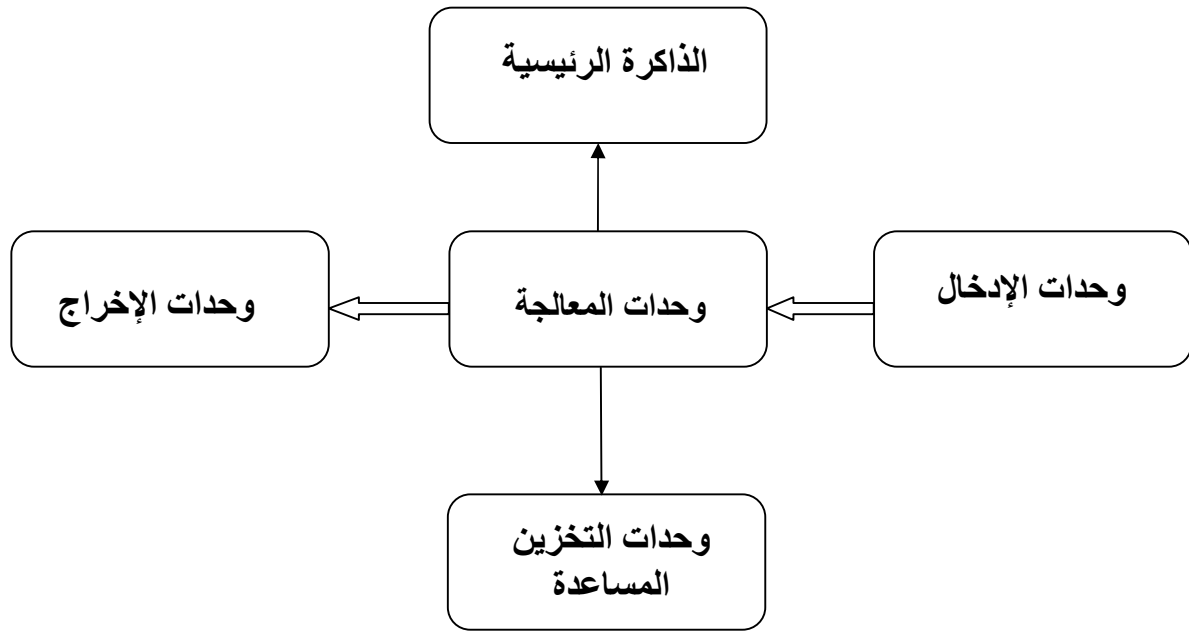 الذاكرة الرئيسية
وحدات الإدخال
وحدات المعالجة
وحدات الإخراج
وحدات التخزين
المساعدة